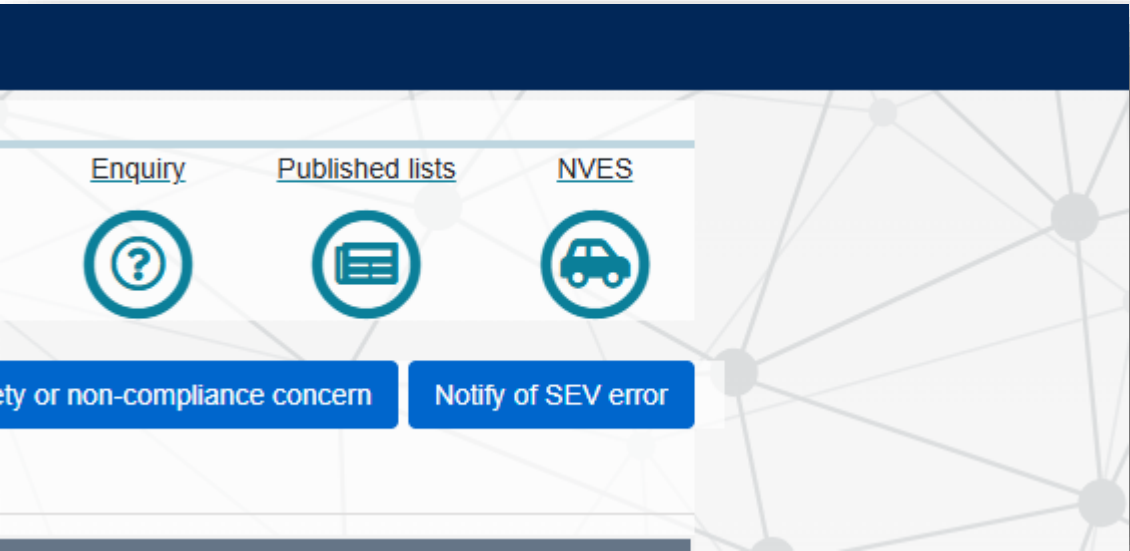 Enquiry Published lists NVES
?
ety or non-compliance concern Notify of SEV error